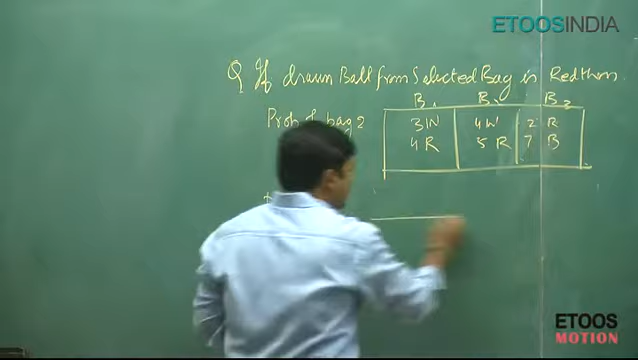 ETOOSINDIA
Q If drawn Ball from Selected Bag is Red then
B₁ B₂ B₃
Prob of bag 2
3W 4W 2 R
4R 5 R 7 B
ETOOS
MOTION